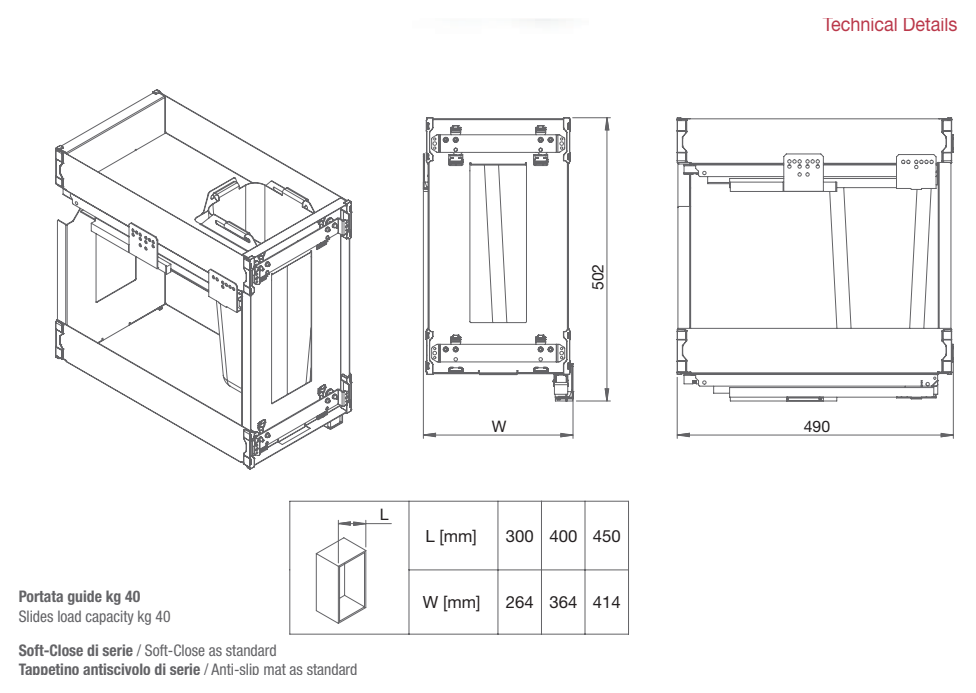 Technical Details
502
W
490
L
L [mm] 300 400 450
W [mm] 264 364 414
Portata guide kg 40
Slides load capacity kg 40
Soft-Close di serie / Soft-Close as standard
Tappetino antiscivolo di serie / Anti-slip mat as standard